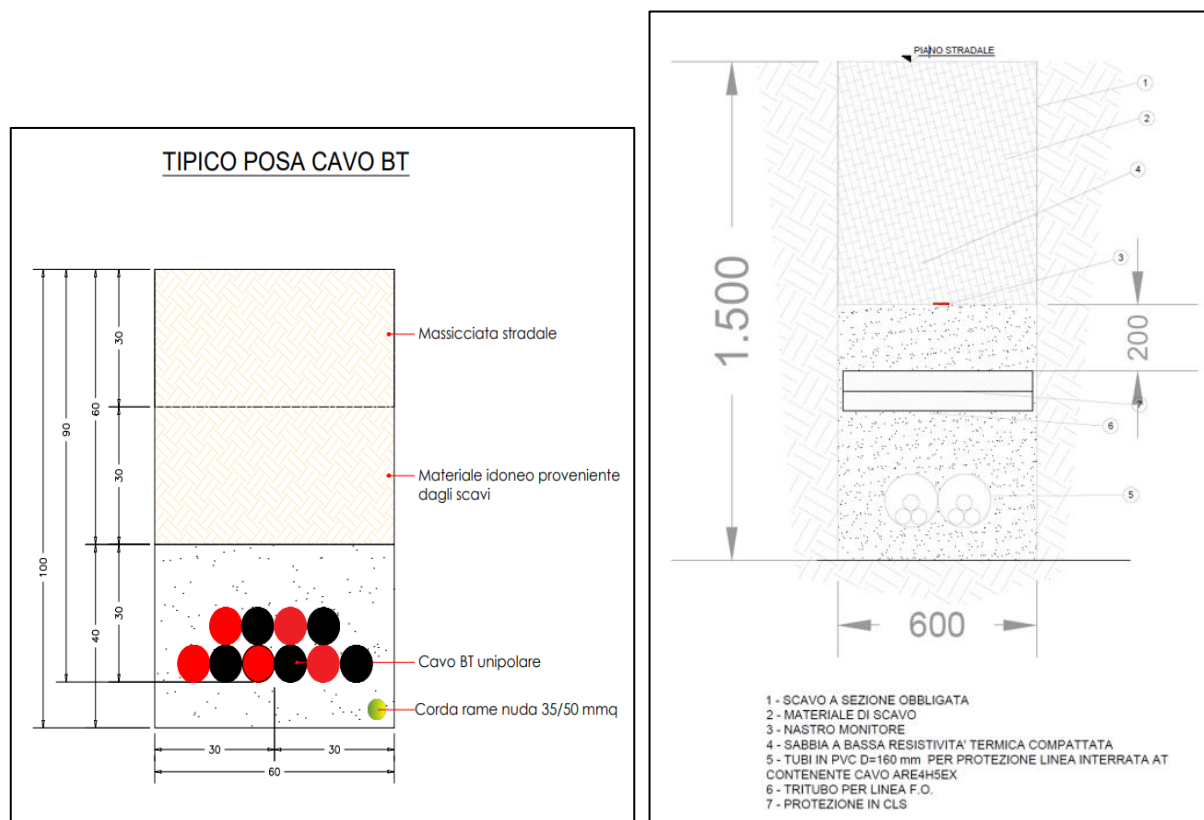 TIPICO POSA CAVO BT
30
60
90
100
30
30
40
Massicciata stradale
Materiale idoneo proveniente
dagli scavi
Cavo BT unipolare
Corda rame nuda 35/50 mmq
30
30
60
PIANO STRADALE
1
2
4
3
1.500
200
7
6
5
600
1 - SCAVO A SEZIONE OBBLIGATA
2 - MATERIALE DI SCAVO
3 - NASTRO MONITORE
4 - SABBIA A BASSA RESISTIVITA' TERMICA COMPATTATA
5 - TUBI IN PVC D=160 mm PER PROTEZIONE LINEA INTERRATA AT
CONTENENTE CAVO ARE4H5EX
6 - TRITUBO PER LINEA F.O.
7 - PROTEZIONE IN CLS